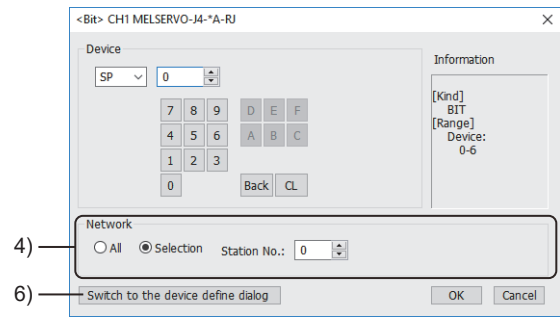 <Bit> CH1 MELSERVO-J4-*A-RJ
Device
SP 0
7 8 9 D E F
4 5 6 A B C
1 2 3
0 Back CL
Information
[Kind]
BIT
[Range]
Device:
0-6
Network
4)
All Selection Station No.: 0
6)
Switch to the device define dialog
OK Cancel